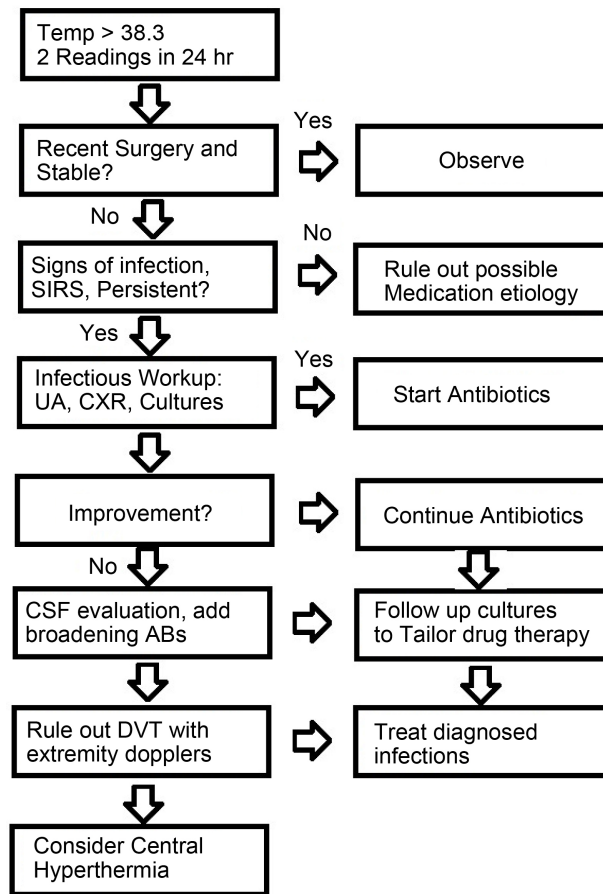 Temp > 38.3
2 Readings in 24 hr
Recent Surgery and
Stable?
Yes
Observe
No
Signs of infection,
SIRS, Persistent?
No
Rule out possible
Medication etiology
Yes
Infectious Workup:
UA, CXR, Cultures
Yes
Start Antibiotics
Improvement?
Continue Antibiotics
No
CSF evaluation, add
broadening ABs
Follow up cultures
to Tailor drug therapy
Rule out DVT with
extremity dopplers
Treat diagnosed
infections
Consider Central
Hyperthermia